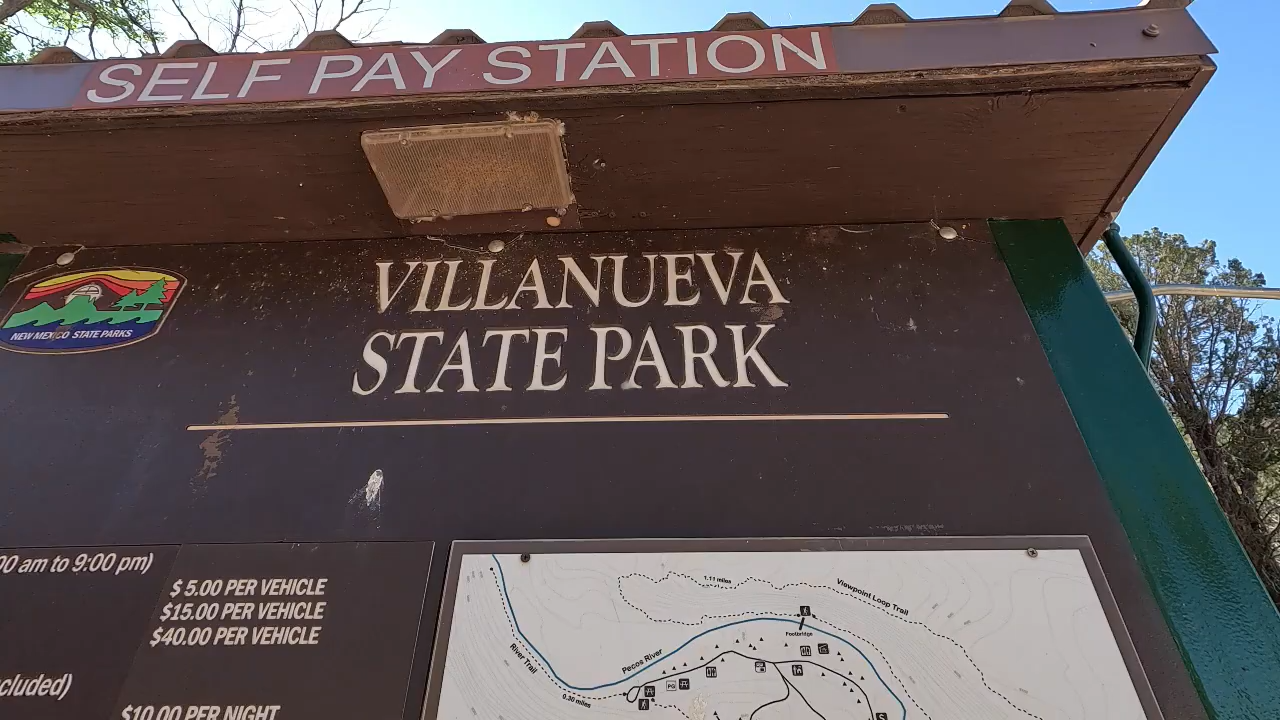 SELF PAY STATION
VILLANUEVA
STATE PARK
NEW MEXICO STATE PARKS
00 am to 9:00 pm)
$ 5.00 PER VEHICLE
$15.00 PER VEHICLE
$40.00 PER VEHICLE
cluded)
$10.00 PER NIGHT
1.11 miles
Viewpoint Loop Trail
Footbridge
Pecos River
River Trail
0.30 miles